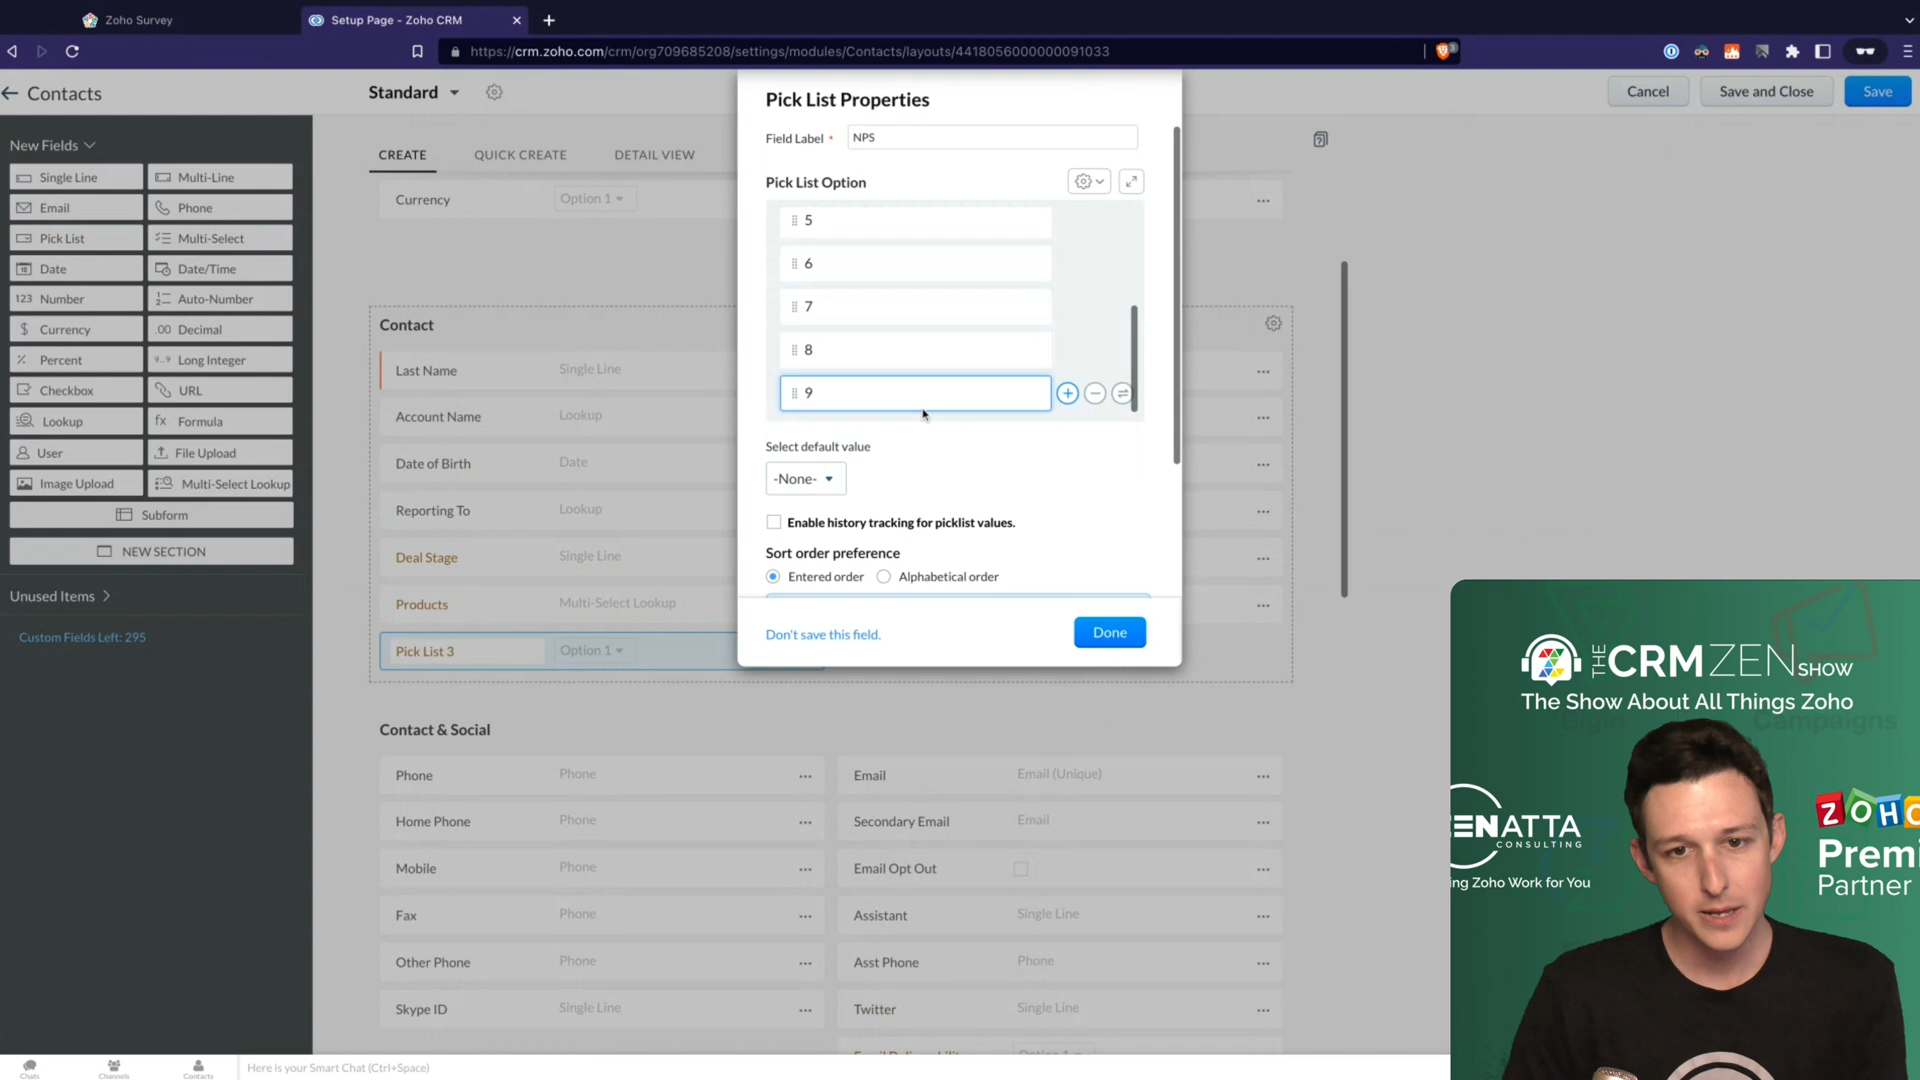 Zoho Survey
Setup Page - Zoho CRM
https://crm.zoho.com/crm/org709685208/settings/modules/Contacts/layouts/4418056000000091033
3
Contacts
Standard
Cancel
Save and Close
Save
New Fields
Single Line
Multi-Line
Email
Phone
Pick List
Multi-Select
Date
Date/Time
123 Number
Auto-Number
$ Currency
.00 Decimal
% Percent
Long Integer
Checkbox
URL
Lookup
fx Formula
User
File Upload
Image Upload
Multi-Select Lookup
Subform
NEW SECTION
Unused Items
Custom Fields Left: 295
CREATE
QUICK CREATE
DETAIL VIEW
Currency
Option 1
Contact
Last Name
Single Line
Account Name
Lookup
Date of Birth
Date
Reporting To
Lookup
Deal Stage
Single Line
Products
Multi-Select Lookup
Pick List 3
Option 1
Pick List Properties
Field Label *
NPS
Pick List Option
5
6
7
8
9
Select default value
-None-
Enable history tracking for picklist values.
Sort order preference
Entered order
Alphabetical order
Don't save this field.
Done
Contact & Social
Phone
Phone
Email
Email (Unique)
Home Phone
Phone
Secondary Email
Email
Mobile
Phone
Email Opt Out
Fax
Phone
Assistant
Single Line
Other Phone
Phone
Asst Phone
Phone
Skype ID
Single Line
Twitter
Single Line
Chats
Channels
Contacts
Here is your Smart Chat (Ctrl+Space)
THE CRMZEN SHOW
The Show About All Things Zoho
Campaigns
ENATTA
CONSULTING
ing Zoho Work for You
ZOHO
Premi
Partner